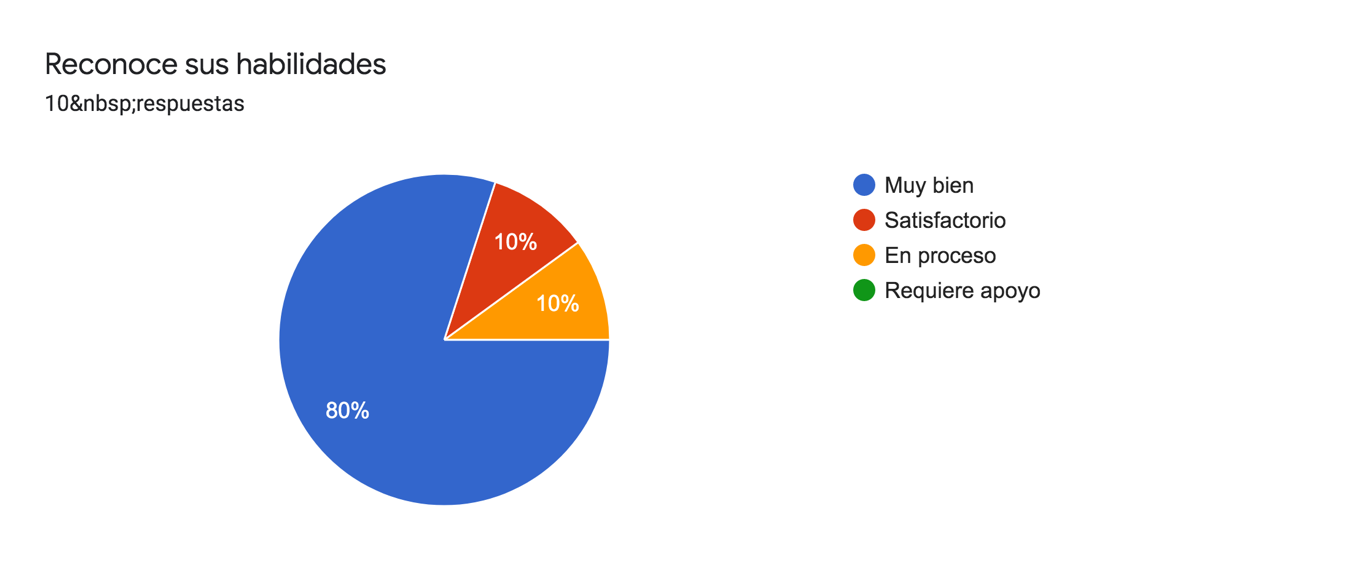 Reconoce sus habilidades
10&nbsp;respuestas
Muy bien
Satisfactorio
En proceso
Requiere apoyo
10%
10%
80%